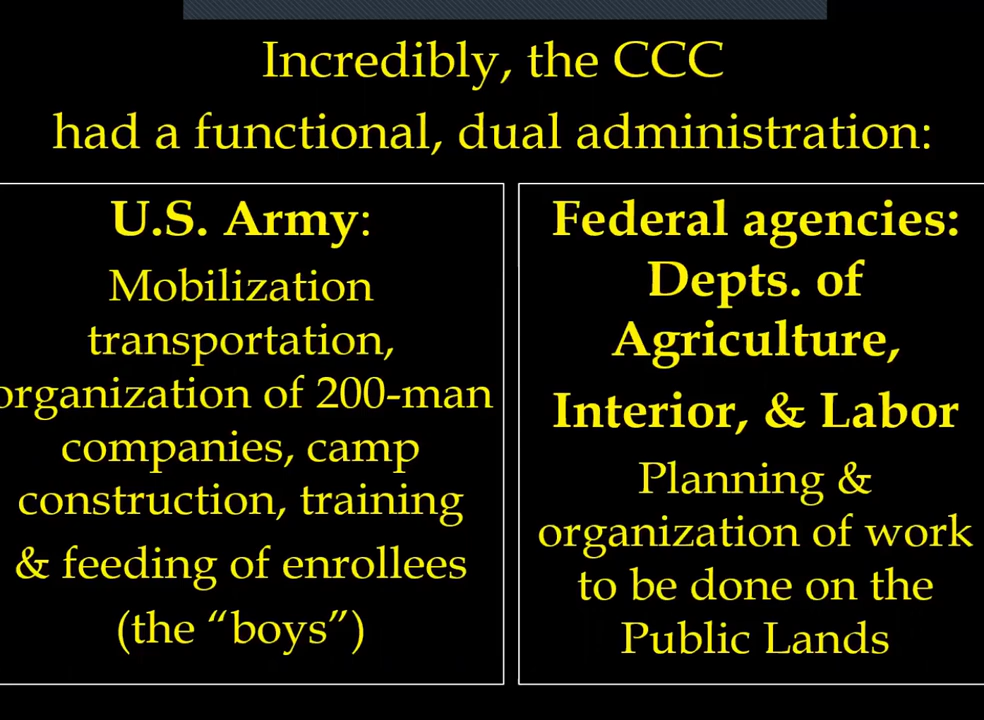 Incredibly, the CCC
had a functional, dual administration:
U.S. Army:
Mobilization
transportation,
organization of 200-man
companies, camp
construction, training
& feeding of enrollees
(the “boys”)
Federal agencies:
Depts. of
Agriculture,
Interior, & Labor
Planning &
organization of work
to be done on the
Public Lands